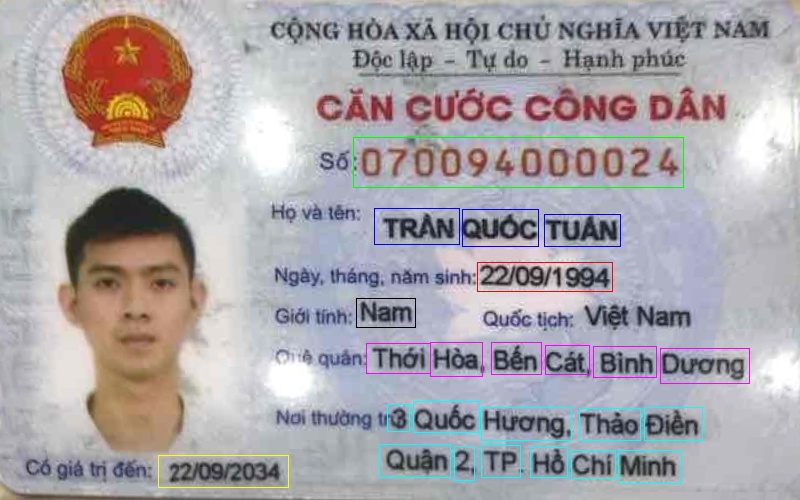 CỘNG HÒA XÃ HỘI CHỦ NGHĨA VIỆT NAM
Độc lập - Tự do - Hạnh phúc
CĂN CƯỚC CÔNG DÂN
Số: 070094000024
Họ và tên: TRẦN QUỐC TUẤN
Ngày, tháng, năm sinh: 22/09/1994
Giới tính: Nam Quốc tịch: Việt Nam
Quê quán: Thới Hòa, Bến Cát, Bình Dương
Nơi thường trú: 3 Quốc Hương, Thảo Điền
Quận 2, TP. Hồ Chí Minh
Có giá trị đến: 22/09/2034